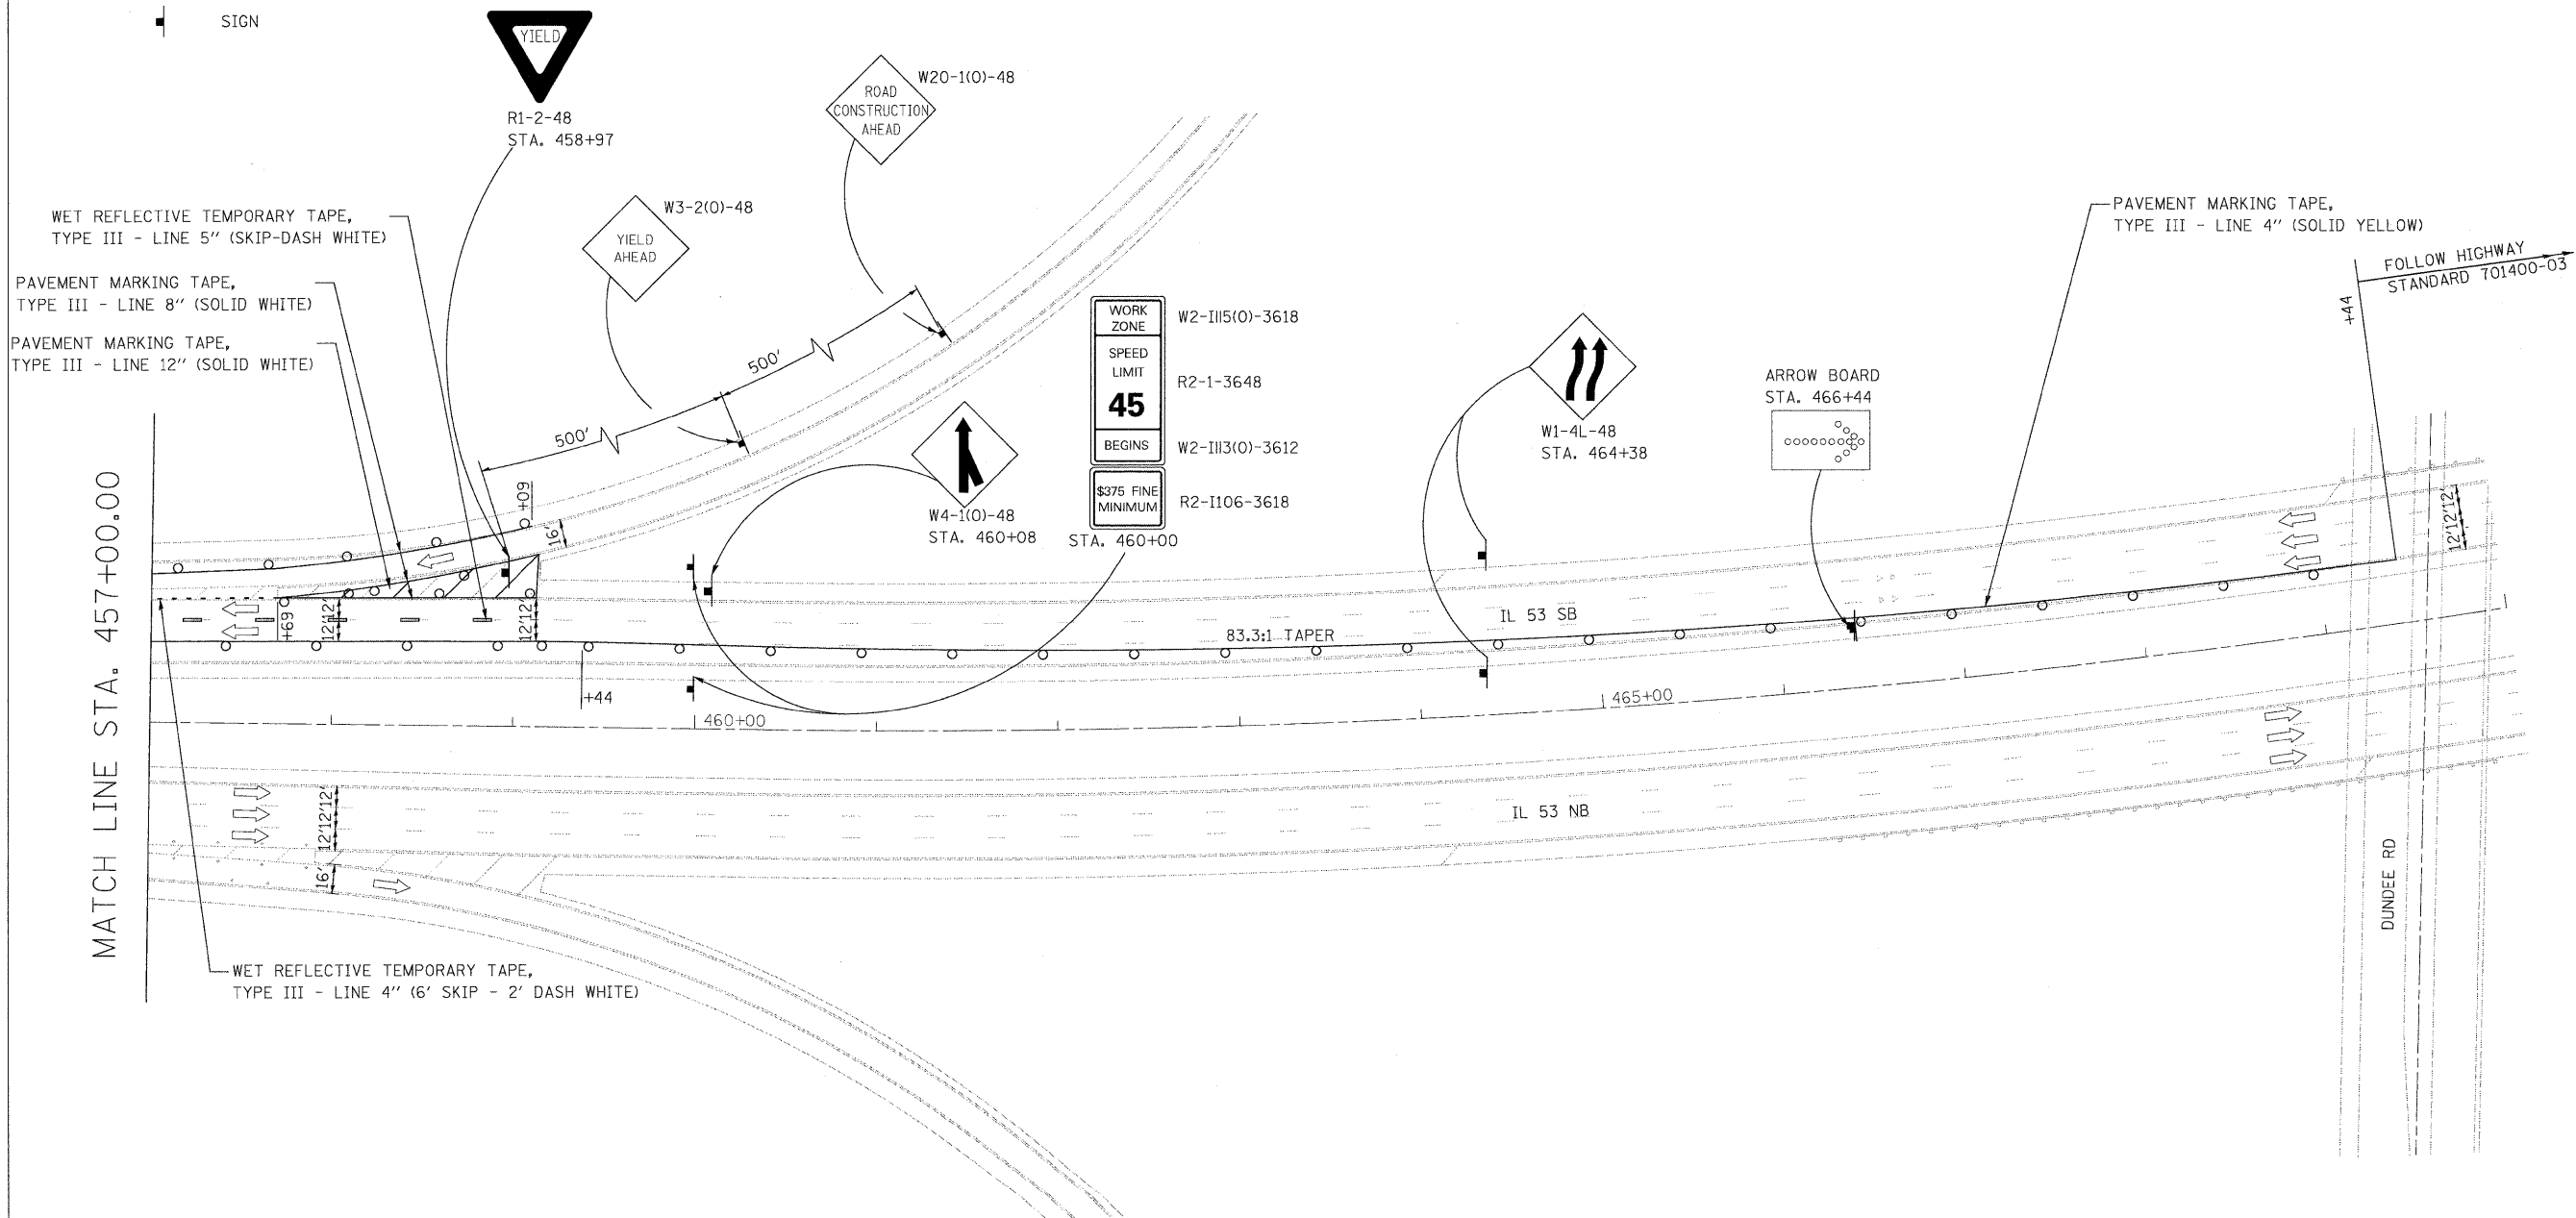 SIGN
YIELD
R1-2-48
STA. 458+97
ROAD
CONSTRUCTION
AHEAD
W20-1(O)-48
YIELD
AHEAD
W3-2(O)-48
WET REFLECTIVE TEMPORARY TAPE,
TYPE III - LINE 5" (SKIP-DASH WHITE)
PAVEMENT MARKING TAPE,
TYPE III - LINE 8" (SOLID WHITE)
PAVEMENT MARKING TAPE,
TYPE III - LINE 12" (SOLID WHITE)
PAVEMENT MARKING TAPE,
TYPE III - LINE 4" (SOLID YELLOW)
FOLLOW HIGHWAY
STANDARD 701400-03
+44
500'
500'
WORK
ZONE
W2-I115(O)-3618
SPEED
LIMIT
45
R2-1-3648
BEGINS
W2-I113(O)-3612
$375 FINE
MINIMUM
R2-I106-3618
STA. 460+00
W4-1(O)-48
STA. 460+08
W1-4L-48
STA. 464+38
ARROW BOARD
STA. 466+44
MATCH LINE STA. 457+00.00
+09
16'
12'12'12'
+69
12'12'
12'12'
IL 53 SB
83.3:1 TAPER
+44
460+00
465+00
12'12'12'
16'
IL 53 NB
DUNDEE RD
WET REFLECTIVE TEMPORARY TAPE,
TYPE III - LINE 4" (6' SKIP - 2' DASH WHITE)